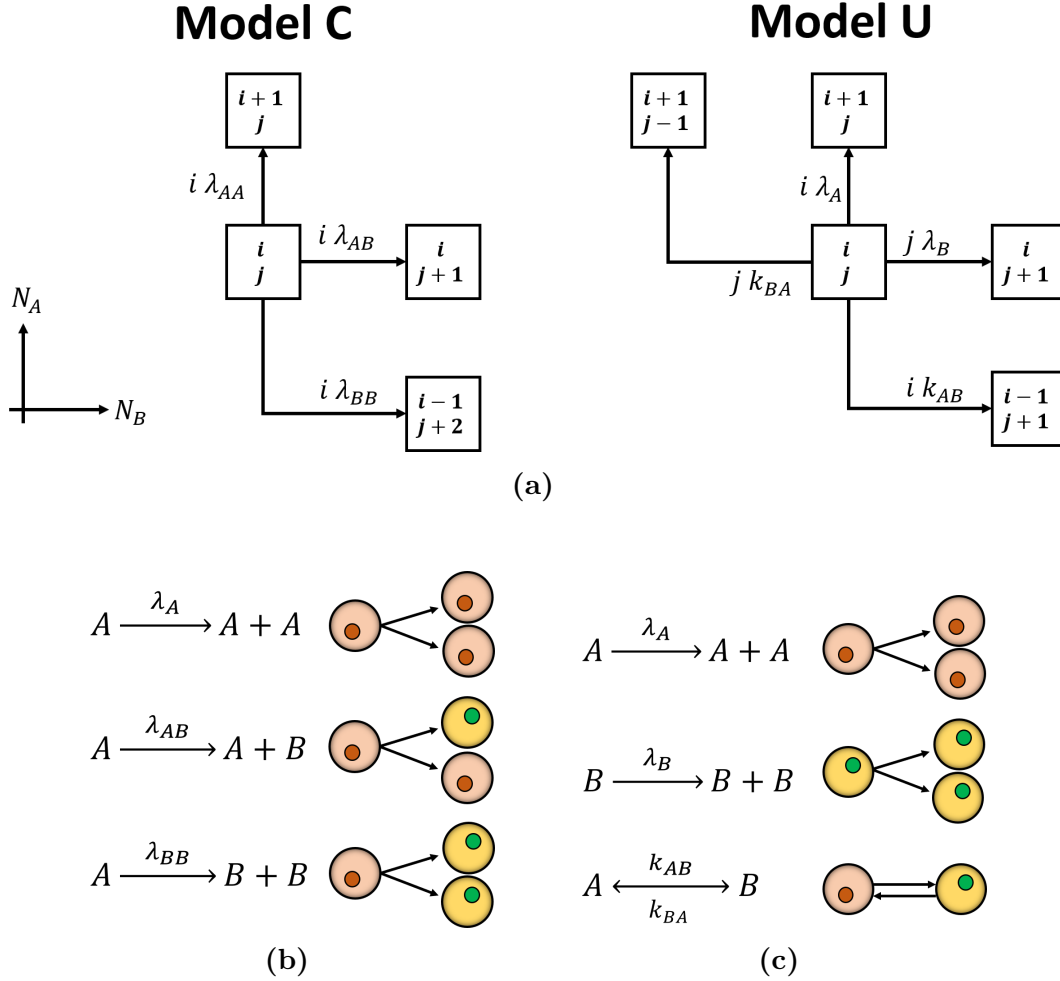 Model C
Model U
i + 1
j
i λ_AA
i
j
i λ_AB
i
j + 1
i λ_BB
i − 1
j + 2
N_A
N_B
i + 1
j − 1
i + 1
j
i λ_A
i
j
j λ_B
i
j + 1
j k_BA
i k_AB
i − 1
j + 1
(a)
A λ_A → A + A
A λ_AB → A + B
A λ_BB → B + B
(b)
A λ_A → A + A
B λ_B → B + B
A k_AB ↔ k_BA B
(c)